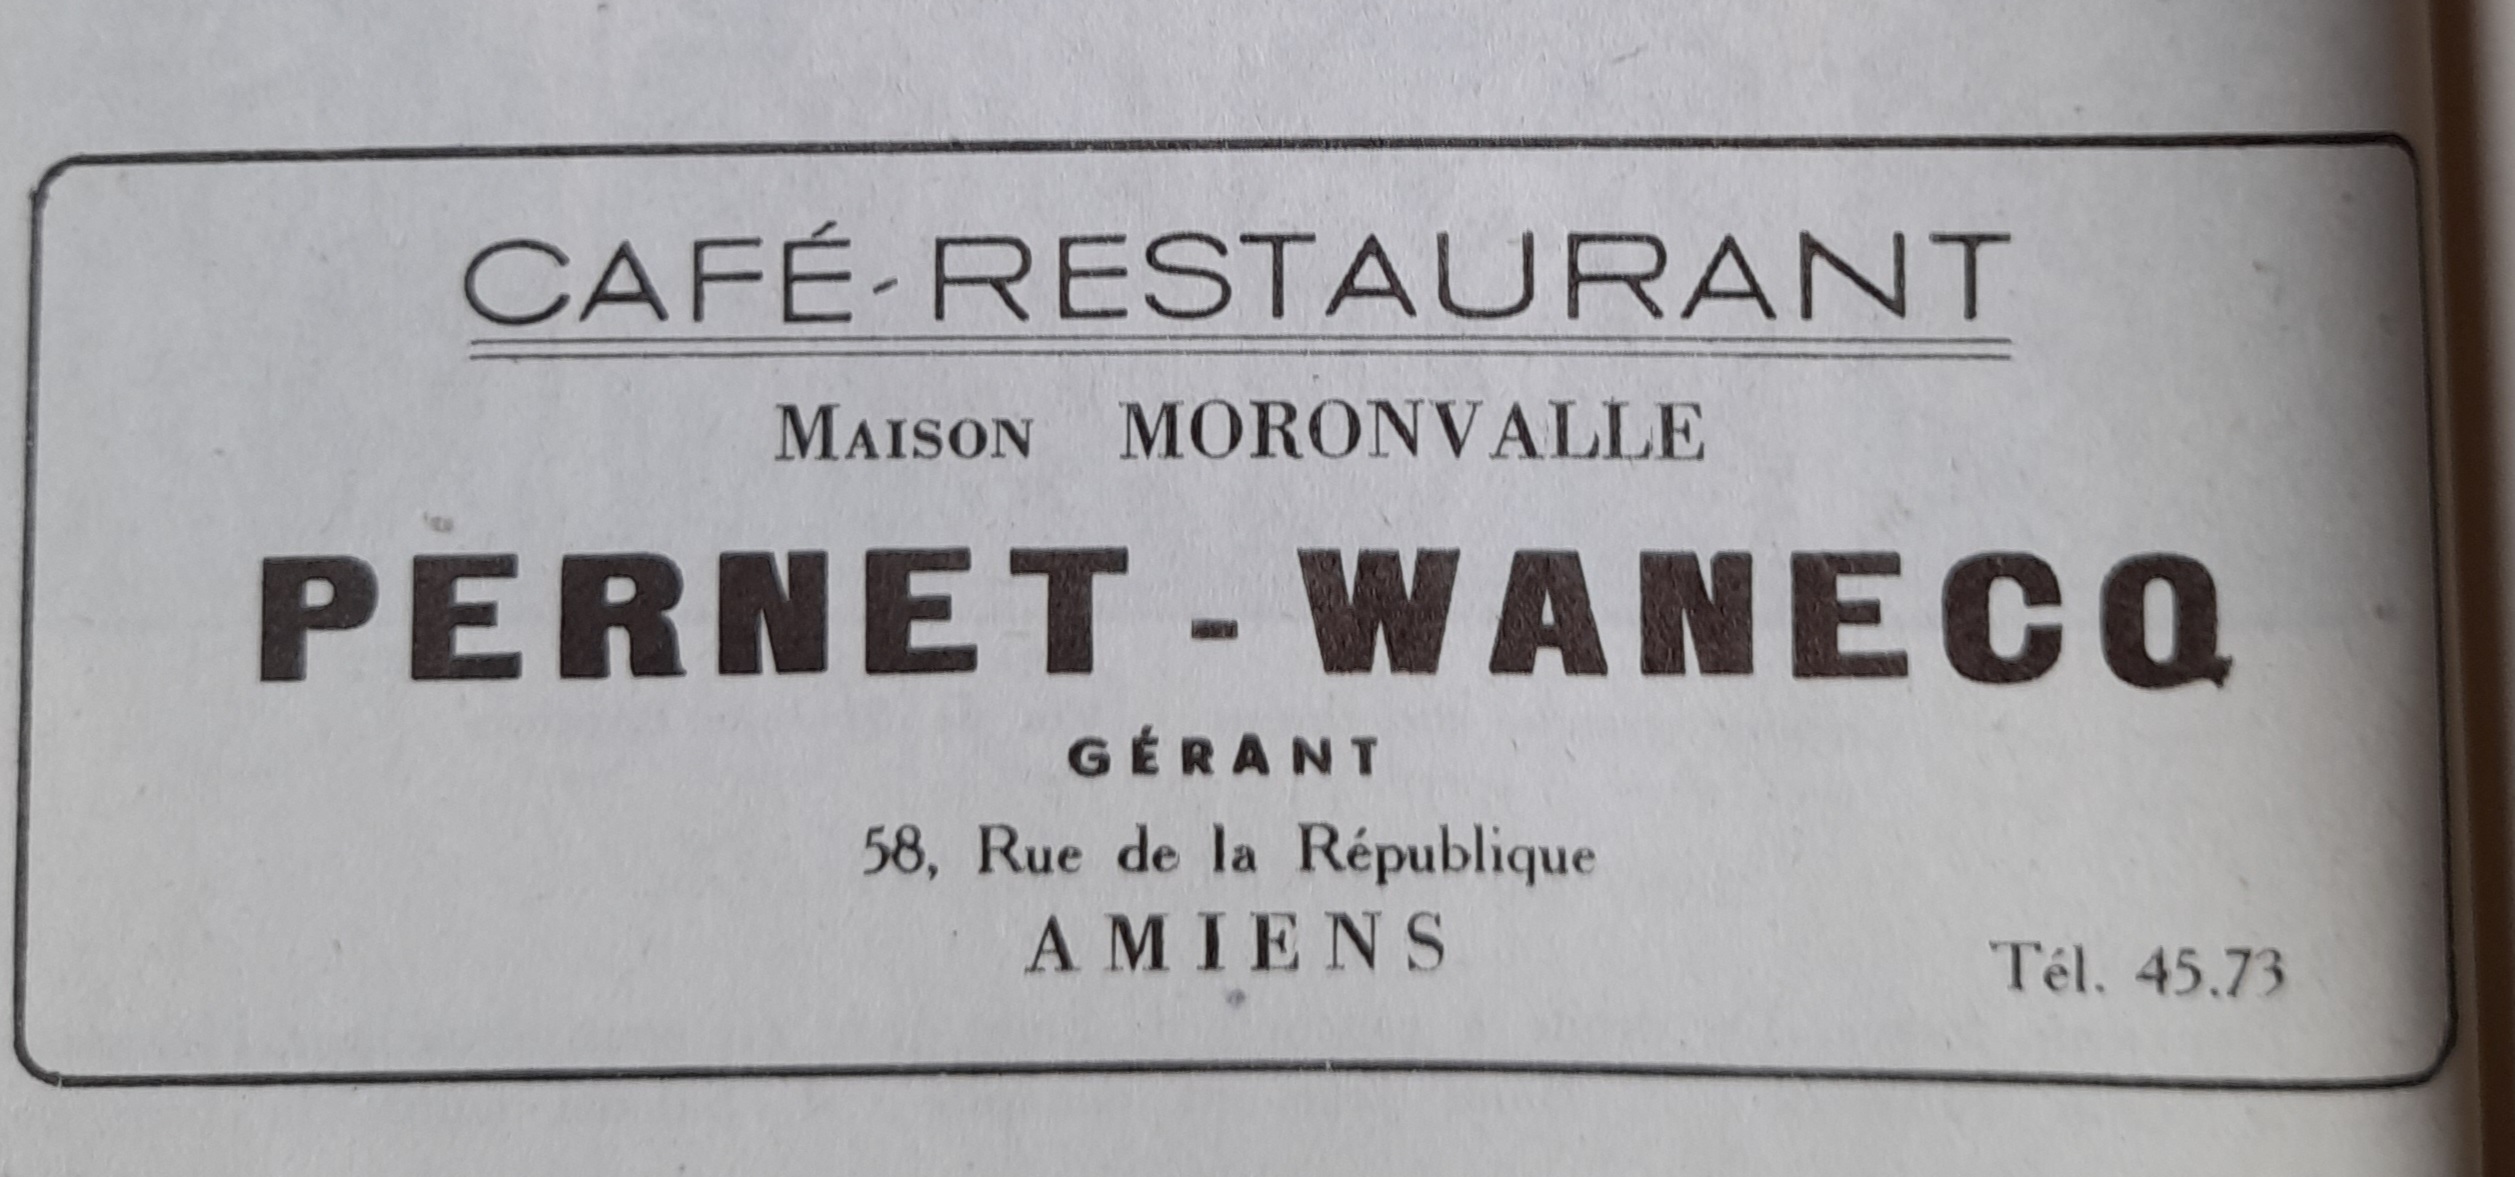 CAFÉ-RESTAURANT
MAISON MORONVALLE
PERNET-WANECQ
GÉRANT
58, Rue de la République
AMIENS
Tél. 45.73